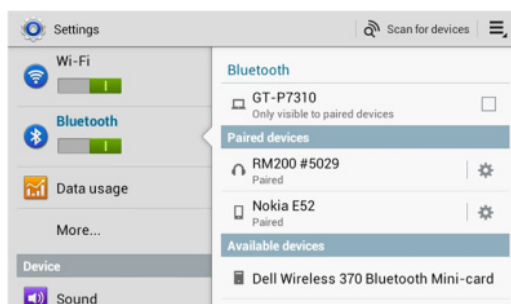 Settings
Scan for devices
Wi-Fi
Bluetooth
Data usage
More...
Device
Sound
Bluetooth
GT-P7310
Only visible to paired devices
Paired devices
RM200 #5029
Paired
Nokia E52
Paired
Available devices
Dell Wireless 370 Bluetooth Mini-card